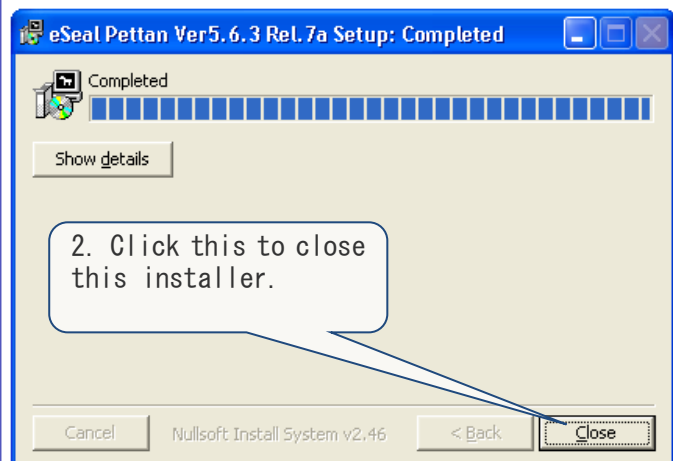 eSeal Pettan Ver5.6.3 Rel.7a Setup: Completed
Completed
Show details
2. Click this to close
this installer.
Cancel
Nullsoft Install System v2.46
< Back
Close